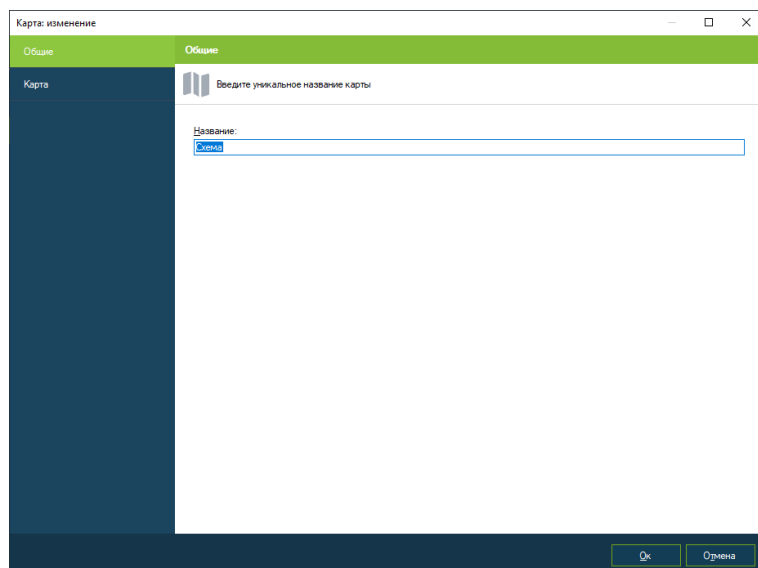 Карта: изменение
Общие
Общие
Карта
Введите уникальное название карты
Название:
Схема
Ок
Отмена